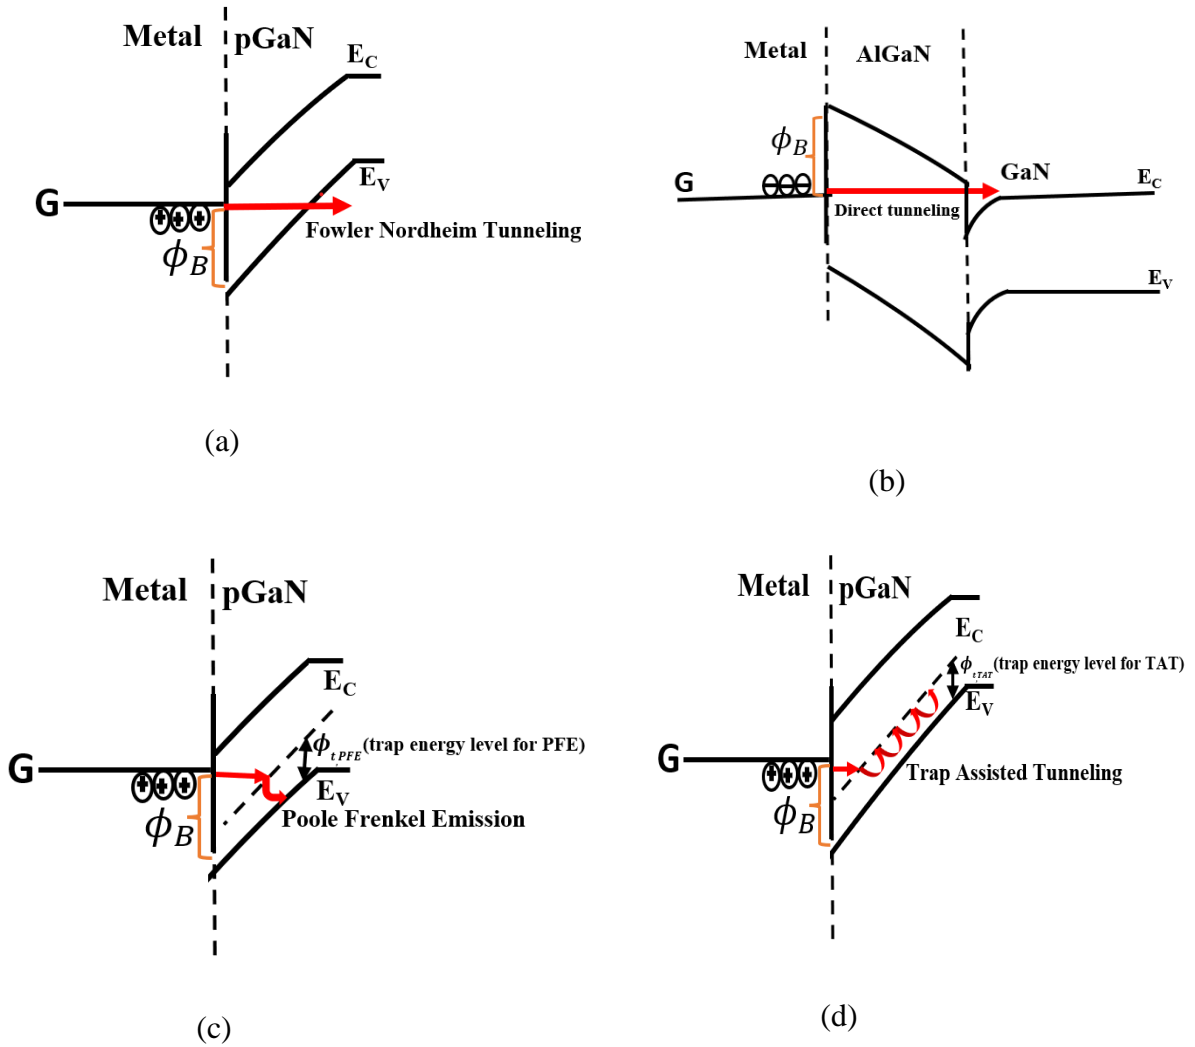 Metal pGaN
E_C
G
E_V
+ + +
ϕ_B
Fowler Nordheim Tunneling
(a)
Metal AlGaN
ϕ_B
G
GaN
E_C
Direct tunneling
E_V
(b)
Metal pGaN
E_C
ϕ_t,PFE(trap energy level for PFE)
G
E_V
+ + +
ϕ_B
Poole Frenkel Emission
(c)
Metal pGaN
E_C
ϕ_tTAT(trap energy level for TAT)
E_V
G
+ + +
Trap Assisted Tunneling
ϕ_B
(d)